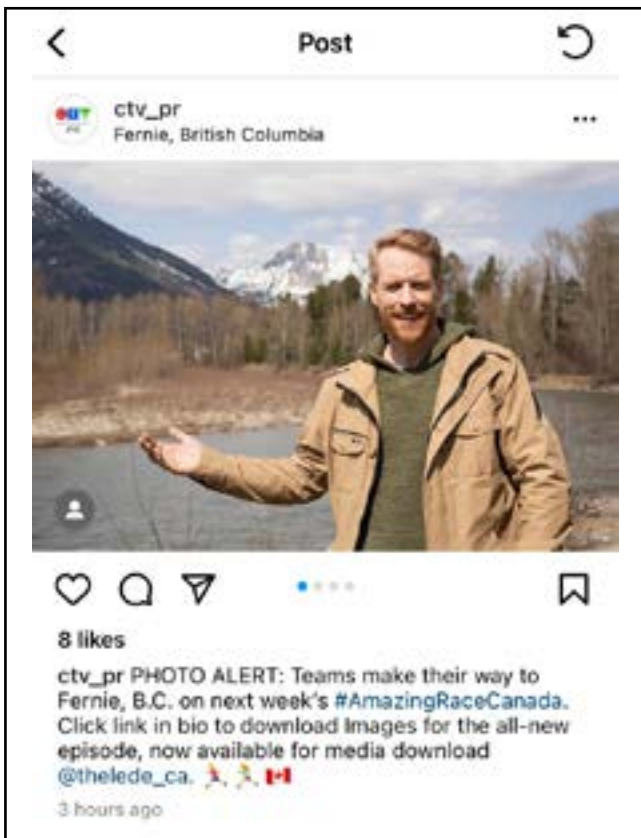 Post
ctv_pr
Fernie, British Columbia
8 likes
ctv_pr PHOTO ALERT: Teams make their way to
Fernie, B.C. on next week's #AmazingRaceCanada.
Click link in bio to download Images for the all-new
episode, now available for media download
@thelede_ca. 🏃‍♀️🏃🇨🇦
3 hours ago